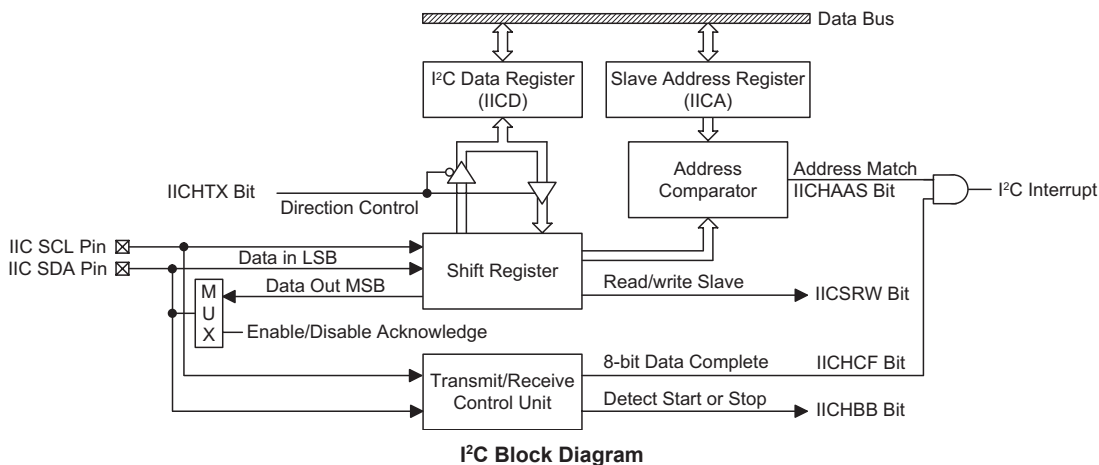 Data Bus
I²C Data Register
(IICD)
Slave Address Register
(IICA)
Address
Comparator
Address Match
IICHAAS Bit
I²C Interrupt
IICHTX Bit
Direction Control
IIC SCL Pin
IIC SDA Pin
Data in LSB
Shift Register
Data Out MSB
Read/write Slave
IICSRW Bit
M
U
X
Enable/Disable Acknowledge
Transmit/Receive
Control Unit
8-bit Data Complete
IICHCF Bit
Detect Start or Stop
IICHBB Bit
I²C Block Diagram